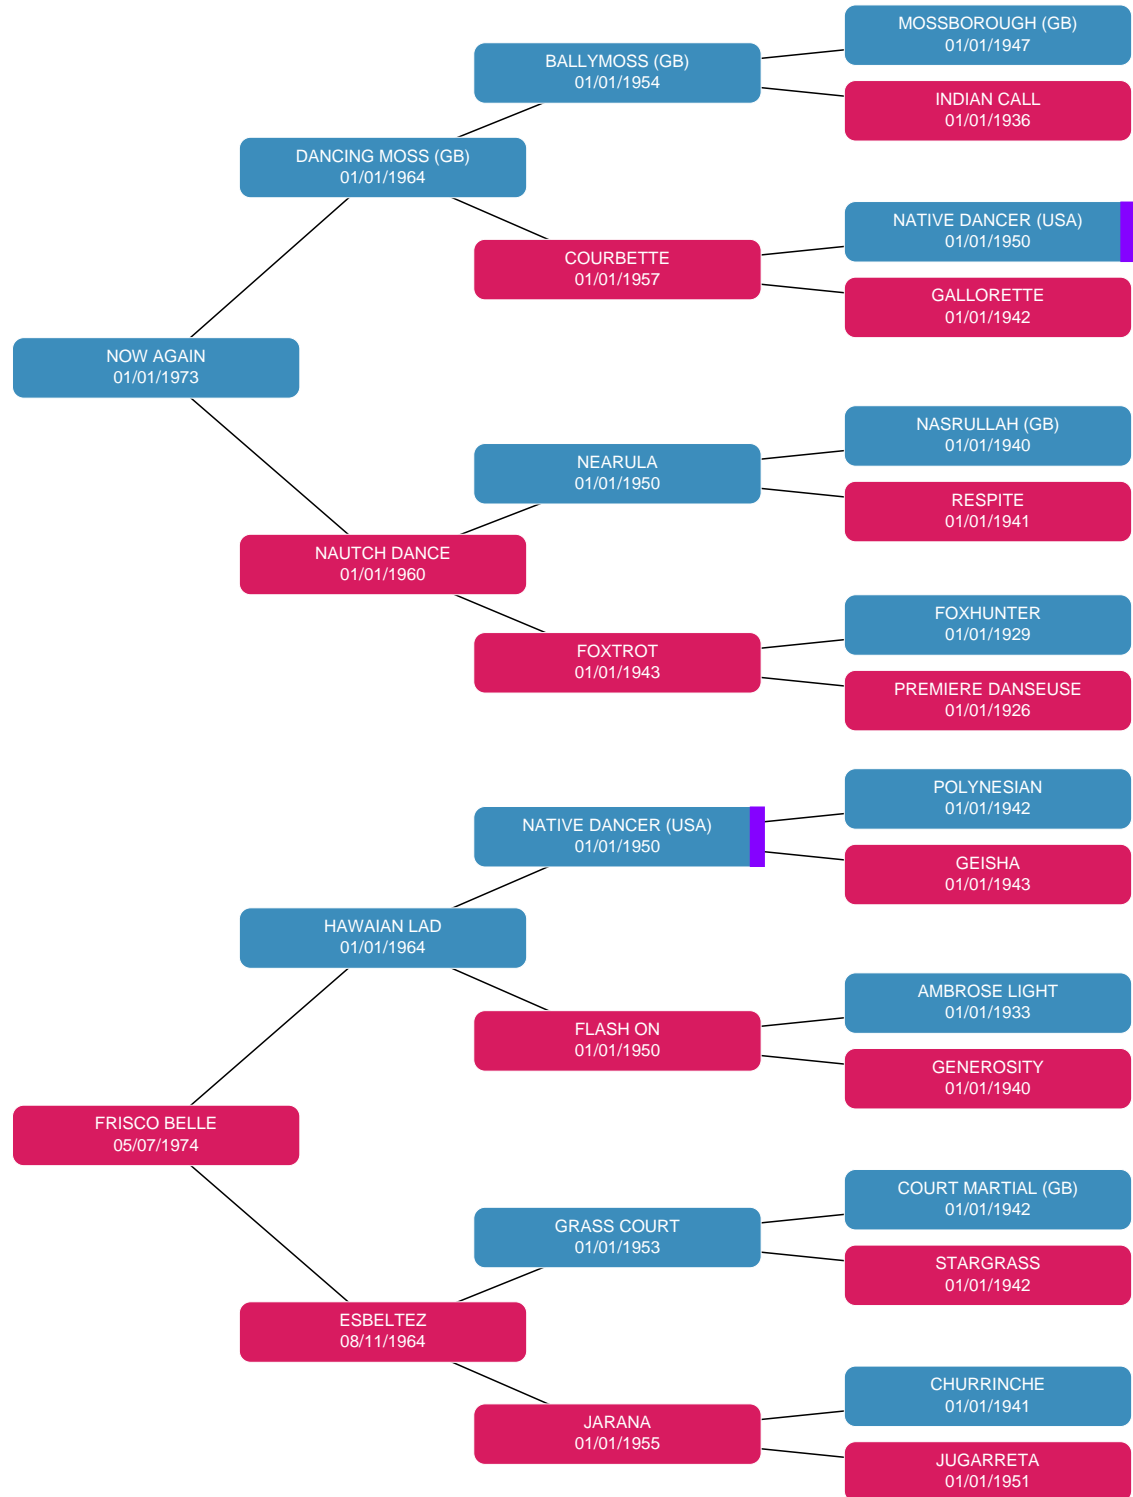 MOSSBOROUGH (GB)
01/01/1947
BALLYMOSS (GB)
01/01/1954
INDIAN CALL
01/01/1936
DANCING MOSS (GB)
01/01/1964
NATIVE DANCER (USA)
01/01/1950
COURBETTE
01/01/1957
GALLORETTE
01/01/1942
NOW AGAIN
01/01/1973
NASRULLAH (GB)
01/01/1940
NEARULA
01/01/1950
RESPITE
01/01/1941
NAUTCH DANCE
01/01/1960
FOXHUNTER
01/01/1929
FOXTROT
01/01/1943
PREMIERE DANSEUSE
01/01/1926
POLYNESIAN
01/01/1942
NATIVE DANCER (USA)
01/01/1950
GEISHA
01/01/1943
HAWAIAN LAD
01/01/1964
AMBROSE LIGHT
01/01/1933
FLASH ON
01/01/1950
GENEROSITY
01/01/1940
FRISCO BELLE
05/07/1974
COURT MARTIAL (GB)
01/01/1942
GRASS COURT
01/01/1953
STARGRASS
01/01/1942
ESBELTEZ
08/11/1964
CHURRINCHE
01/01/1941
JARANA
01/01/1955
JUGARRETA
01/01/1951